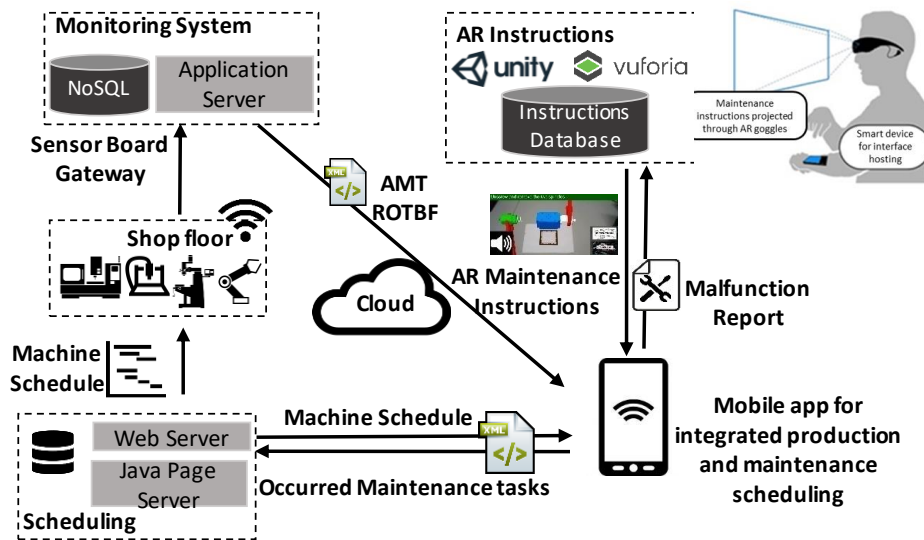 Monitoring System
NoSQL
Application
Server
Sensor Board
Gateway
Shop floor
Machine
Schedule
Web Server
Java Page
Server
Scheduling
XML
</>
AMT
ROTBF
Cloud
Machine Schedule
XML
</>
Occurred Maintenance tasks
AR Instructions
unity
vuforia
Instructions
Database
AR Maintenance
Instructions
Malfunction
Report
Mobile app for
integrated production
and maintenance
scheduling
Maintenance
instructions projected
through AR goggles
Smart device
for interface
hosting